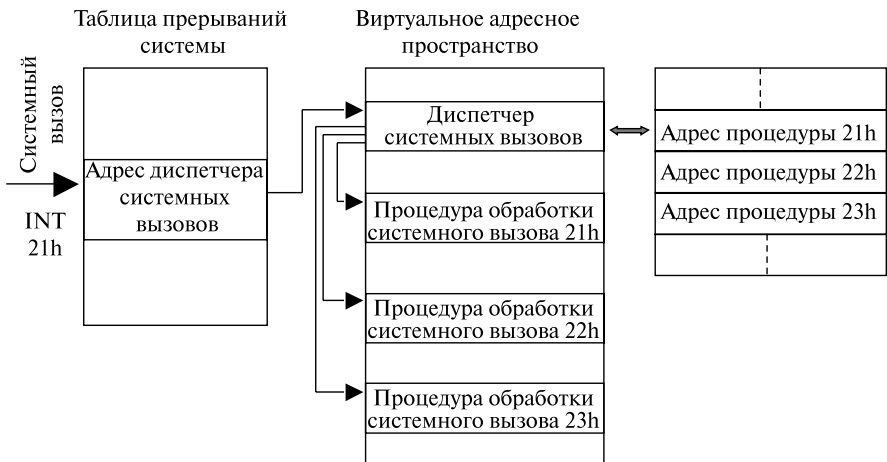 Таблица прерываний
системы
Виртуальное адресное
пространство
Системный
вызов
INT
21h
Адрес диспетчера
системных
вызовов
Диспетчер
системных вызовов
Процедура обработки
системного вызова 21h
Процедура обработки
системного вызова 22h
Процедура обработки
системного вызова 23h
Адрес процедуры 21h
Адрес процедуры 22h
Адрес процедуры 23h